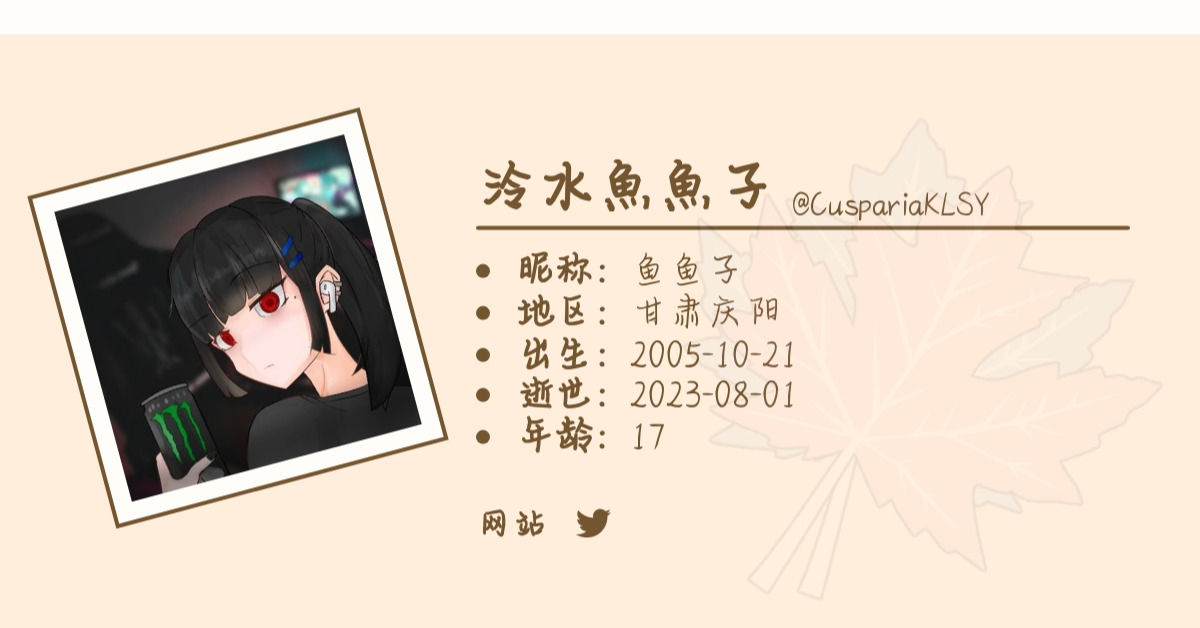 泠水魚魚子 @CuspariaKLSY
昵称： 鱼鱼子
地区： 甘肃庆阳
出生： 2005-10-21
逝世： 2023-08-01
年龄： 17
网站